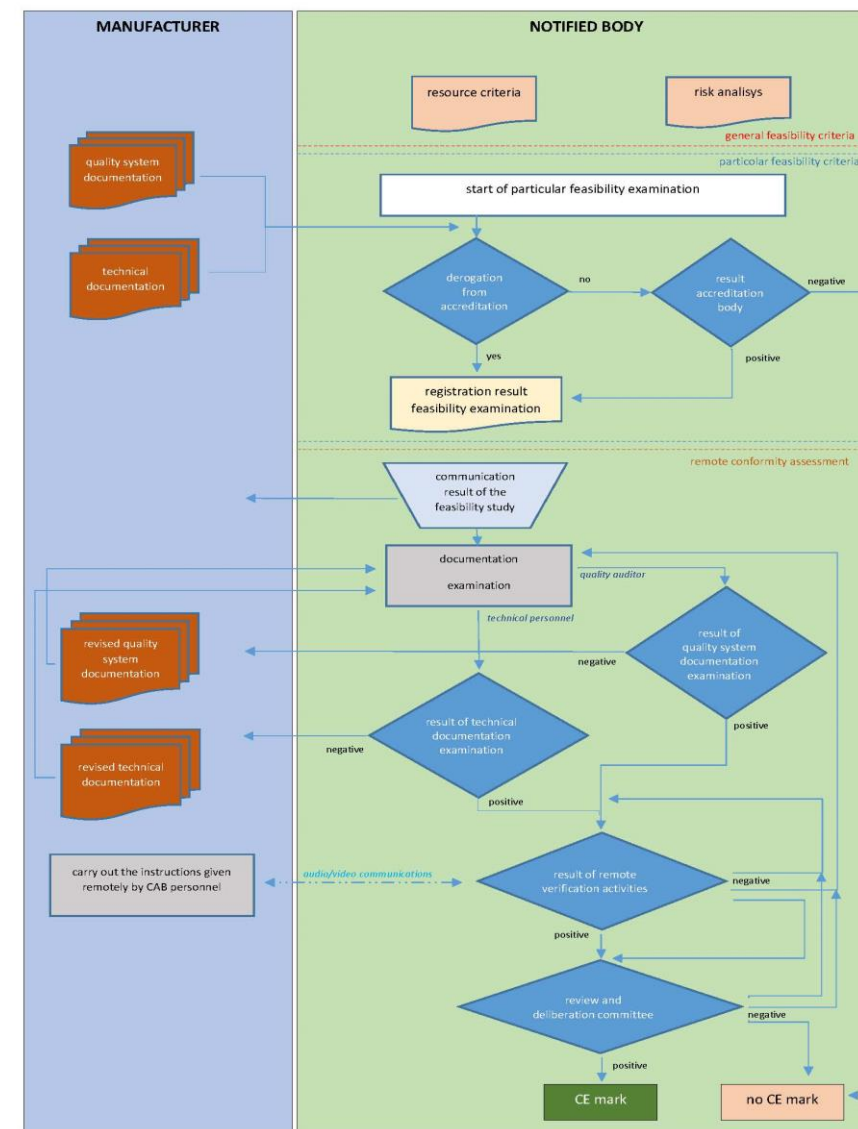 MANUFACTURER
NOTIFIED BODY
resource criteria
risk analisys
general feasibility criteria
particolar feasibility criteria
quality system
documentation
start of particular feasibility examination
technical
documentation
derogation
from
accreditation
no
result
accreditation
body
negative
yes
positive
registration result
feasibility examination
remote conformity assessment
communication
result of the
feasibility study
documentation
examination
quality auditor
technical personnel
revised quality
system
documentation
result of
quality system
documentation
examination
negative
positive
result of technical
documentation
examination
negative
revised technical
documentation
positive
carry out the instructions given
remotely by CAB personnel
audio/video communications
result of remote
verification activities
negative
positive
review and
deliberation committee
negative
positive
CE mark
no CE mark